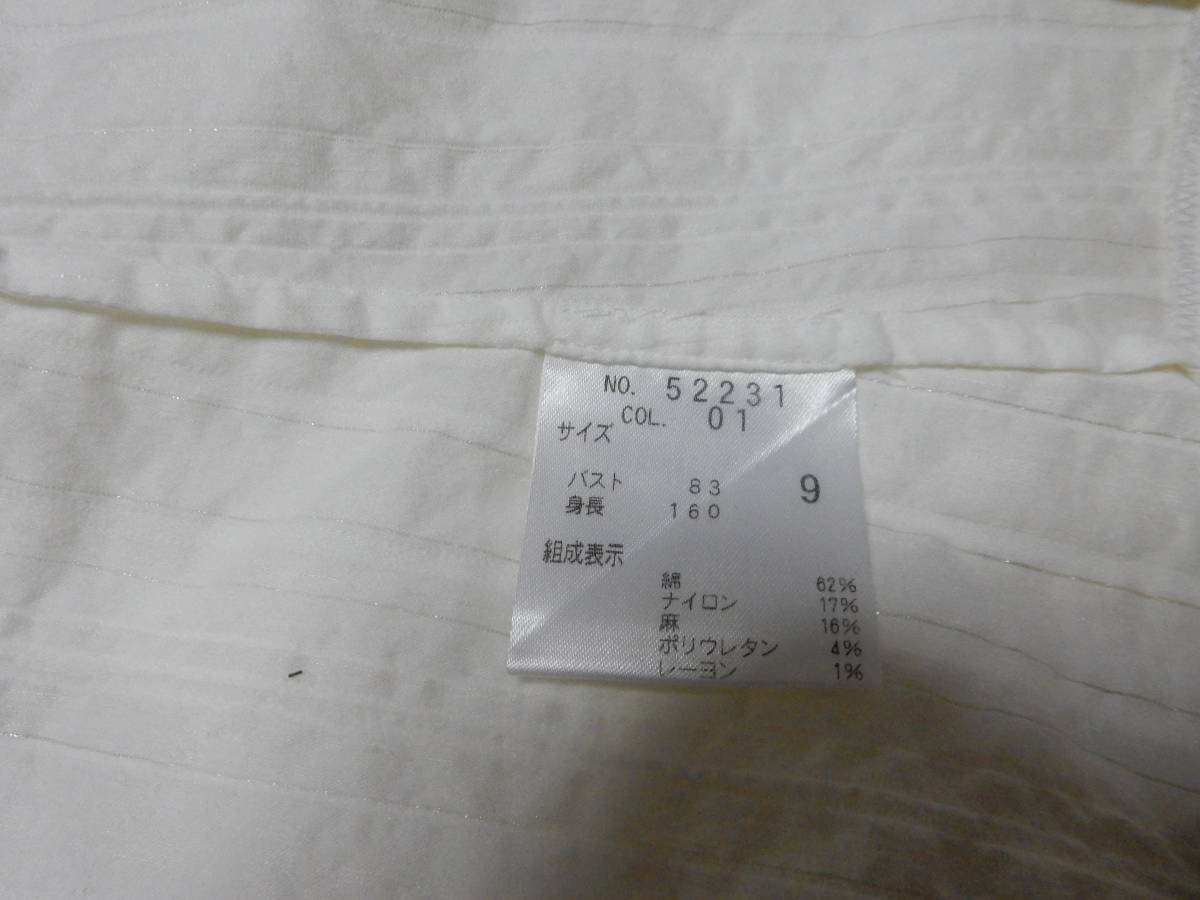 NO. 52231
COL. 01
サイズ
バスト 83 9
身長 160
組成表示
綿 62%
ナイロン 17%
麻 16%
ポリウレタン 4%
レーヨン 1%